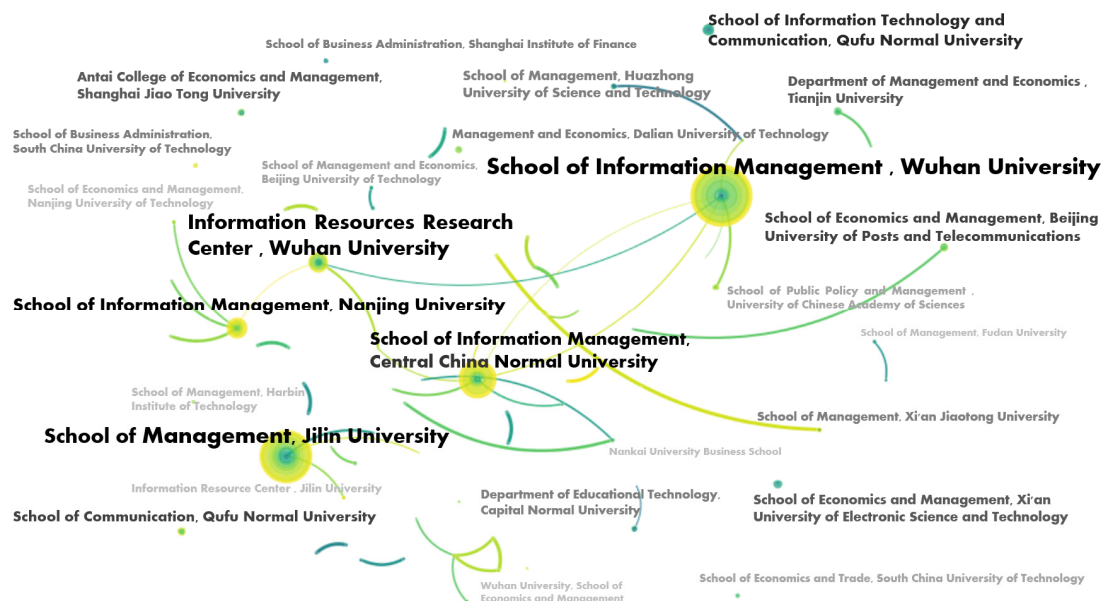 School of Information Technology and
Communication, Qufu Normal University
School of Business Administration, Shanghai Institute of Finance
Antai College of Economics and Management,
Shanghai Jiao Tong University
School of Management, Huazhong
University of Science and Technology
Department of Management and Economics ,
Tianjin University
School of Business Administration,
South China University of Technology
Management and Economics, Dalian University of Technology
School of Management and Economics,
Beijing University of Technology
School of Information Management , Wuhan University
School of Economics and Management,
Nanjing University of Technology
Information Resources Research
Center , Wuhan University
School of Economics and Management, Beijing
University of Posts and Telecommunications
School of Public Policy and Management ,
University of Chinese Academy of Sciences
School of Information Management, Nanjing University
School of Information Management,
Central China Normal University
School of Management, Fudan University
School of Management, Harbin
Institute of Technology
School of Management, Xi'an Jiaotong University
School of Management, Jilin University
Nankai University Business School
Information Resource Center , Jilin University
Department of Educational Technology,
Capital Normal University
School of Economics and Management, Xi'an
University of Electronic Science and Technology
School of Communication, Qufu Normal University
School of Economics and Trade, South China University of Technology
Wuhan University, School of
Economics and Management